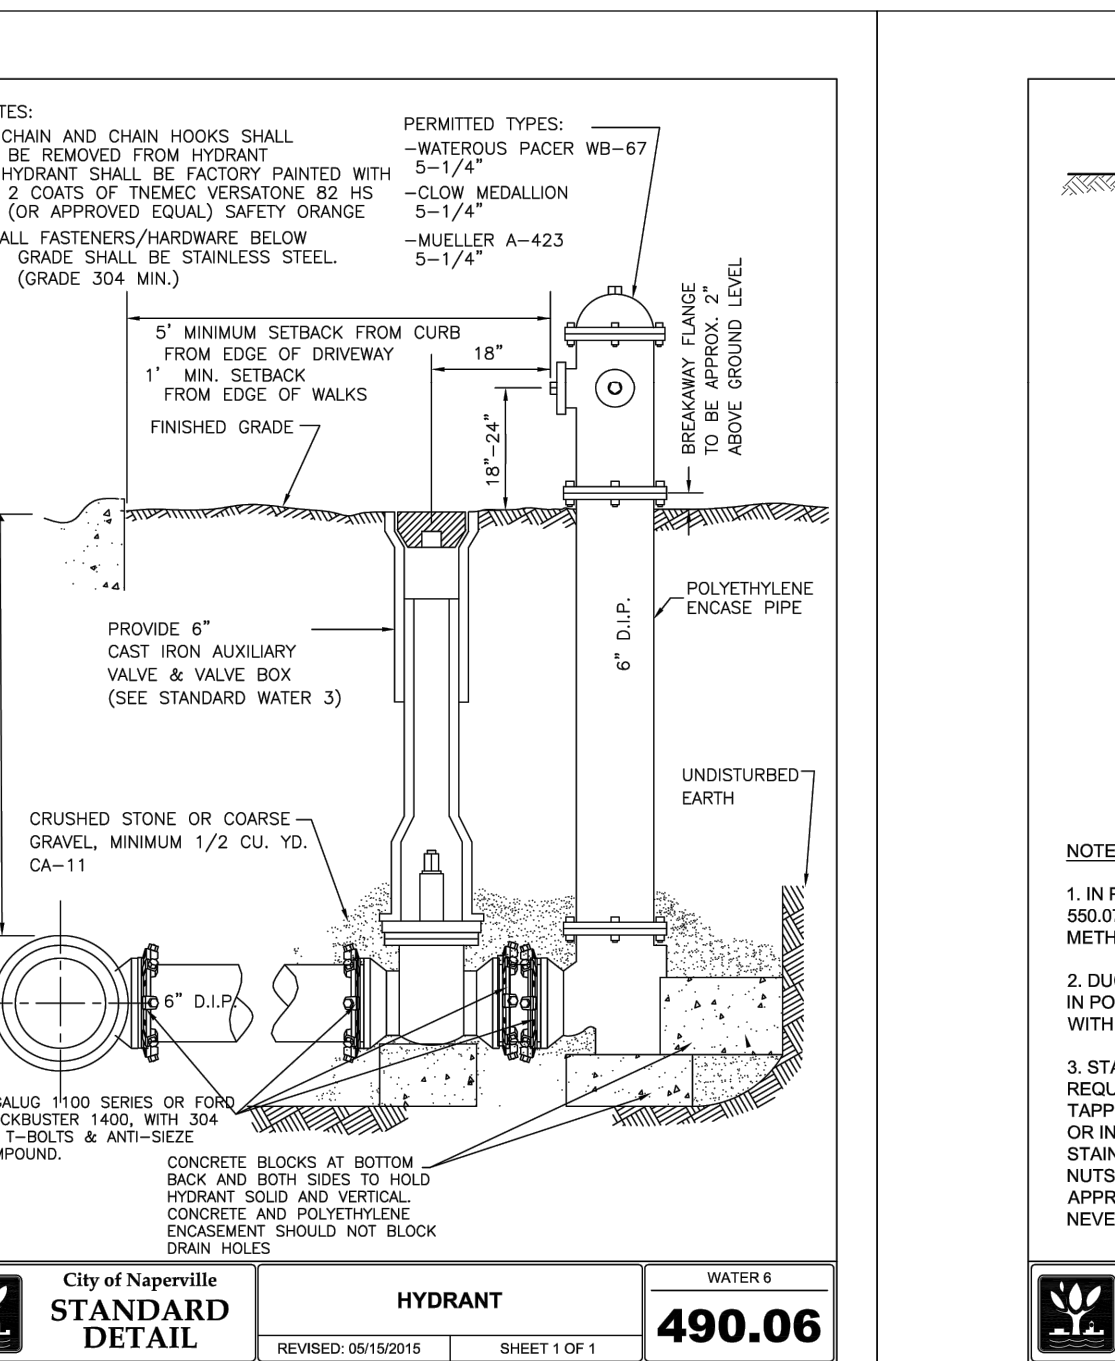 TES:
CHAIN AND CHAIN HOOKS SHALL
BE REMOVED FROM HYDRANT
HYDRANT SHALL BE FACTORY PAINTED WITH
2 COATS OF TNEMEC VERSATONE 82 HS
(OR APPROVED EQUAL) SAFETY ORANGE
ALL FASTENERS/HARDWARE BELOW
GRADE SHALL BE STAINLESS STEEL.
(GRADE 304 MIN.)
PERMITTED TYPES:
-WATEROUS PACER WB-67
5-1/4"
-CLOW MEDALLION
5-1/4"
-MUELLER A-423
5-1/4"
5' MINIMUM SETBACK FROM CURB
FROM EDGE OF DRIVEWAY
1' MIN. SETBACK
FROM EDGE OF WALKS
18"
18"-24"
BREAKAWAY FLANGE
TO BE APPROX. 2"
ABOVE GROUND LEVEL
FINISHED GRADE
POLYETHYLENE
ENCASE PIPE
6" D.I.P.
PROVIDE 6"
CAST IRON AUXILIARY
VALVE & VALVE BOX
(SEE STANDARD WATER 3)
UNDISTURBED
EARTH
CRUSHED STONE OR COARSE
GRAVEL, MINIMUM 1/2 CU. YD.
CA-11
6" D.I.P.
GALUG 1100 SERIES OR FORD
CKBUSTER 1400, WITH 304
T-BOLTS & ANTI-SIEZE
MPOUND.
CONCRETE BLOCKS AT BOTTOM
BACK AND BOTH SIDES TO HOLD
HYDRANT SOLID AND VERTICAL.
CONCRETE AND POLYETHYLENE
ENCASEMENT SHOULD NOT BLOCK
DRAIN HOLES
City of Naperville
STANDARD
DETAIL
HYDRANT
REVISED: 05/15/2015
SHEET 1 OF 1
WATER 6
490.06
NOTE
1. IN
550.07
METH
2. DU
IN PO
WITH
3. STA
REQU
TAPP
OR IN
STAIN
NUTS
APPR
NEVE